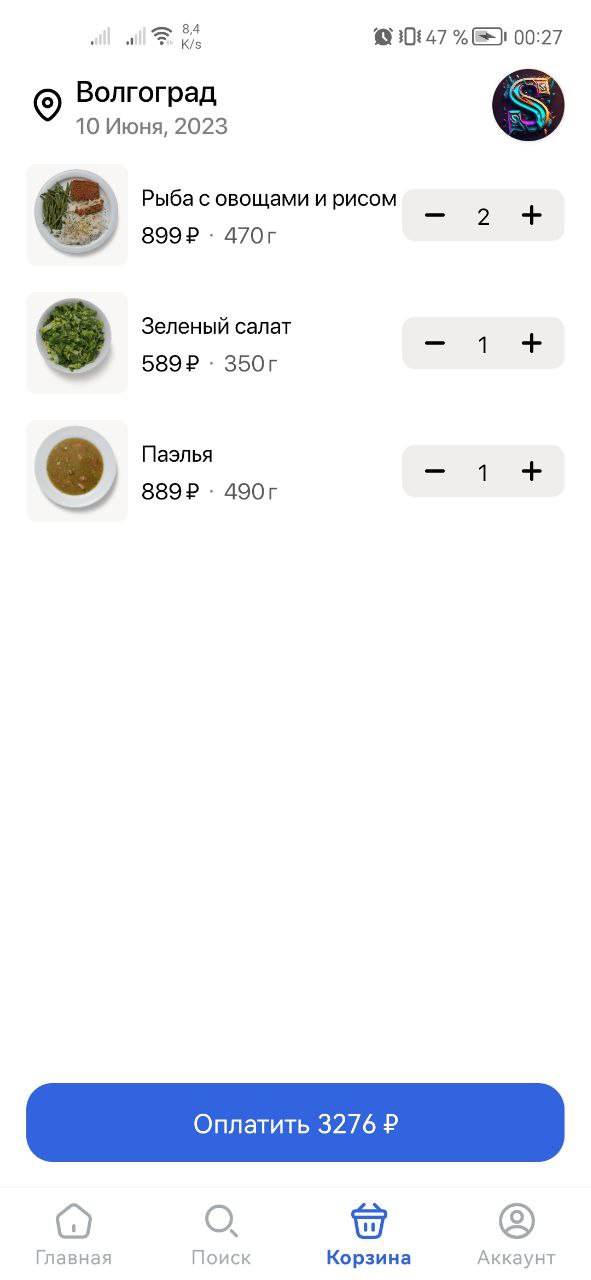 8,4
K/s
47 %
00:27
Волгоград
10 Июня, 2023
Рыба с овощами и рисом
899 ₽ · 470 г
2
Зеленый салат
589 ₽ · 350 г
1
Паэлья
889 ₽ · 490 г
1
Оплатить 3276 ₽
Главная
Поиск
Корзина
Аккаунт